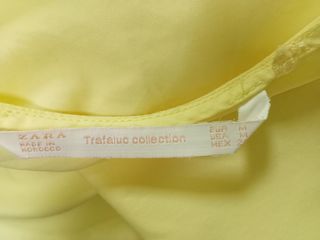 ZARA
MADE IN
MOROCCO
Trafaluc collection
EUR M
USA M
MEX